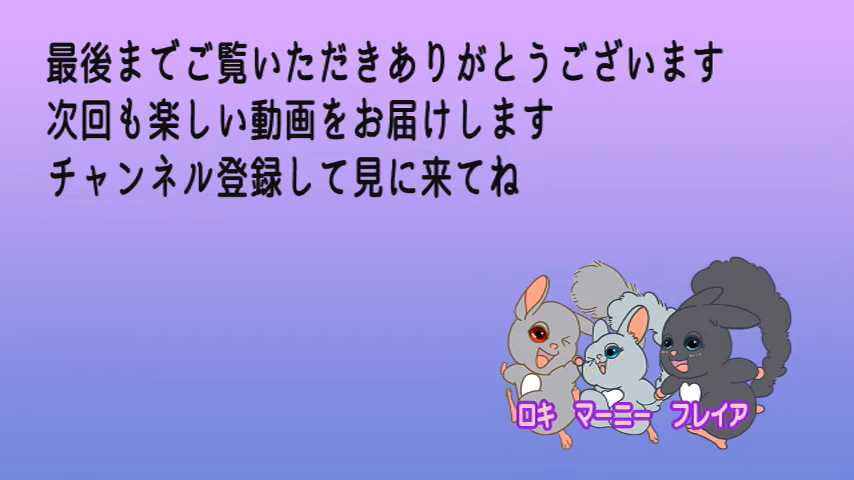 最後までご覧いただきありがとうございます
次回も楽しい動画をお届けします
チャンネル登録して見に来てね
ロキ マーニー フレイア